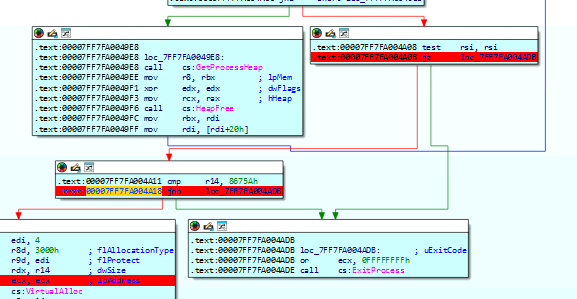 .text:00007FF7FA0049E8
.text:00007FF7FA0049E8 loc_7FF7FA0049E8:
.text:00007FF7FA0049E8 call cs:GetProcessHeap
.text:00007FF7FA0049EE mov r8, rbx ; lpMem
.text:00007FF7FA0049F1 xor edx, edx ; dwFlags
.text:00007FF7FA0049F3 mov rcx, rax ; hHeap
.text:00007FF7FA0049F6 call cs:HeapFree
.text:00007FF7FA0049FC mov rbx, rdi
.text:00007FF7FA0049FF mov rdi, [rdi+20h]
.text:00007FF7FA004A08 test rsi, rsi
.text:00007FF7FA004A0B jz loc_7FF7FA004ADB
.text:00007FF7FA004A11 cmp r14, 8675Ah
.text:00007FF7FA004A18 jnb loc_7FF7FA004ADB
edi, 4
r8d, 3000h ; flAllocationType
r9d, edi ; flProtect
rdx, r14 ; dwSize
ecx, ecx ; lpAddress
cs:VirtualAlloc
.text:00007FF7FA004ADB
.text:00007FF7FA004ADB loc_7FF7FA004ADB: ; uExitCode
.text:00007FF7FA004ADB or ecx, 0FFFFFFFFh
.text:00007FF7FA004ADE call cs:ExitProcess